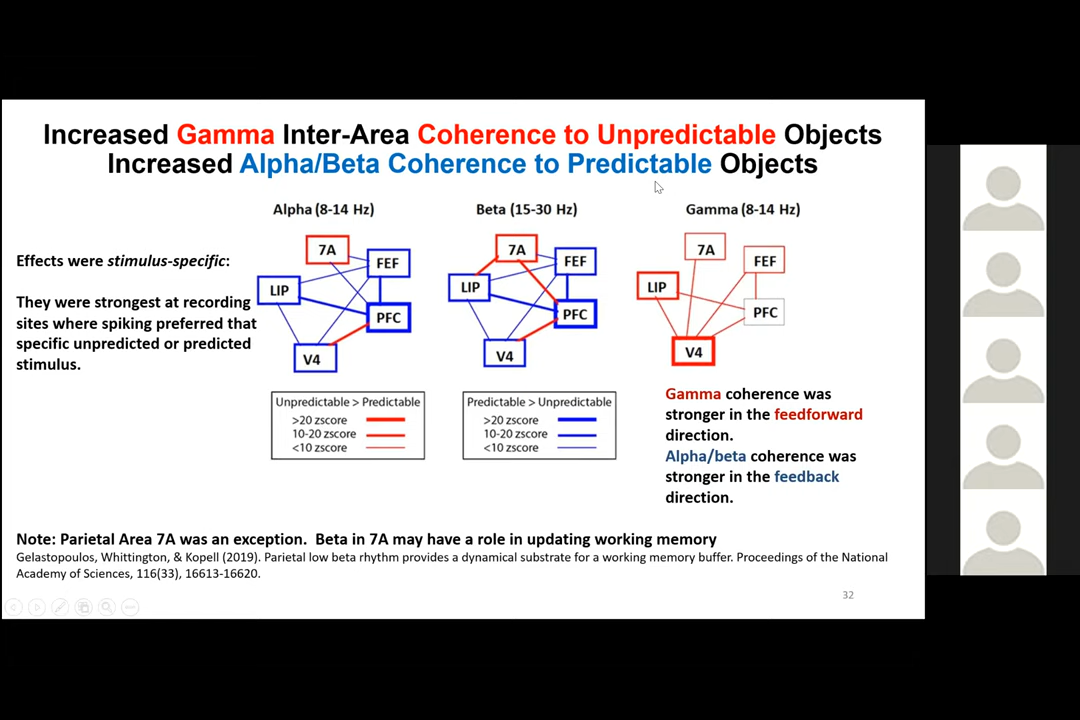 Increased Gamma Inter-Area Coherence to Unpredictable Objects
Increased Alpha/Beta Coherence to Predictable Objects
Alpha (8-14 Hz)
Beta (15-30 Hz)
Gamma (8-14 Hz)
Effects were stimulus-specific:
They were strongest at recording
sites where spiking preferred that
specific unpredicted or predicted
stimulus.
7A
FEF
LIP
PFC
V4
7A
FEF
LIP
PFC
V4
7A
FEF
LIP
PFC
V4
Unpredictable > Predictable
>20 zscore
10-20 zscore
<10 zscore
Predictable > Unpredictable
>20 zscore
10-20 zscore
<10 zscore
Gamma coherence was
stronger in the feedforward
direction.
Alpha/beta coherence was
stronger in the feedback
direction.
Note: Parietal Area 7A was an exception. Beta in 7A may have a role in updating working memory
Gelastopoulos, Whittington, & Kopell (2019). Parietal low beta rhythm provides a dynamical substrate for a working memory buffer. Proceedings of the National
Academy of Sciences, 116(33), 16613-16620.
32